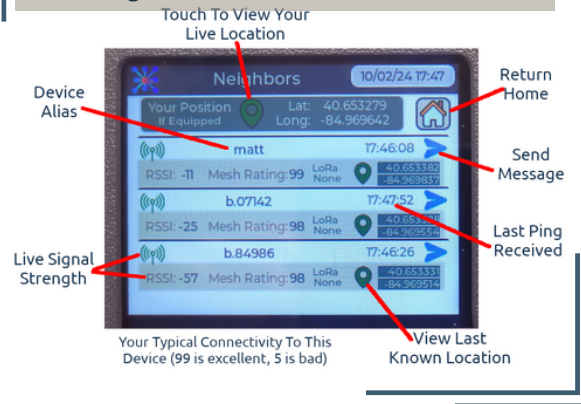 Touch To View Your
Live Location
Device
Alias
Neighbors
10/02/24 17:47
Return
Home
Your Position
If Equipped
Lat: 40.653279
Long: -84.969642
matt
17:46:08
Send
Message
RSSI: -11 Mesh Rating:99 LoRa None
40.653382
-84.969837
b.07142
17:47:52
Last Ping
Received
RSSI: -25 Mesh Rating:98 LoRa None
-84.969554
Live Signal
Strength
b.84986
17:46:26
RSSI: -57 Mesh Rating:98 LoRa None
40.653331
-84.969514
View Last
Known Location
Your Typical Connectivity To This
Device (99 is excellent, 5 is bad)